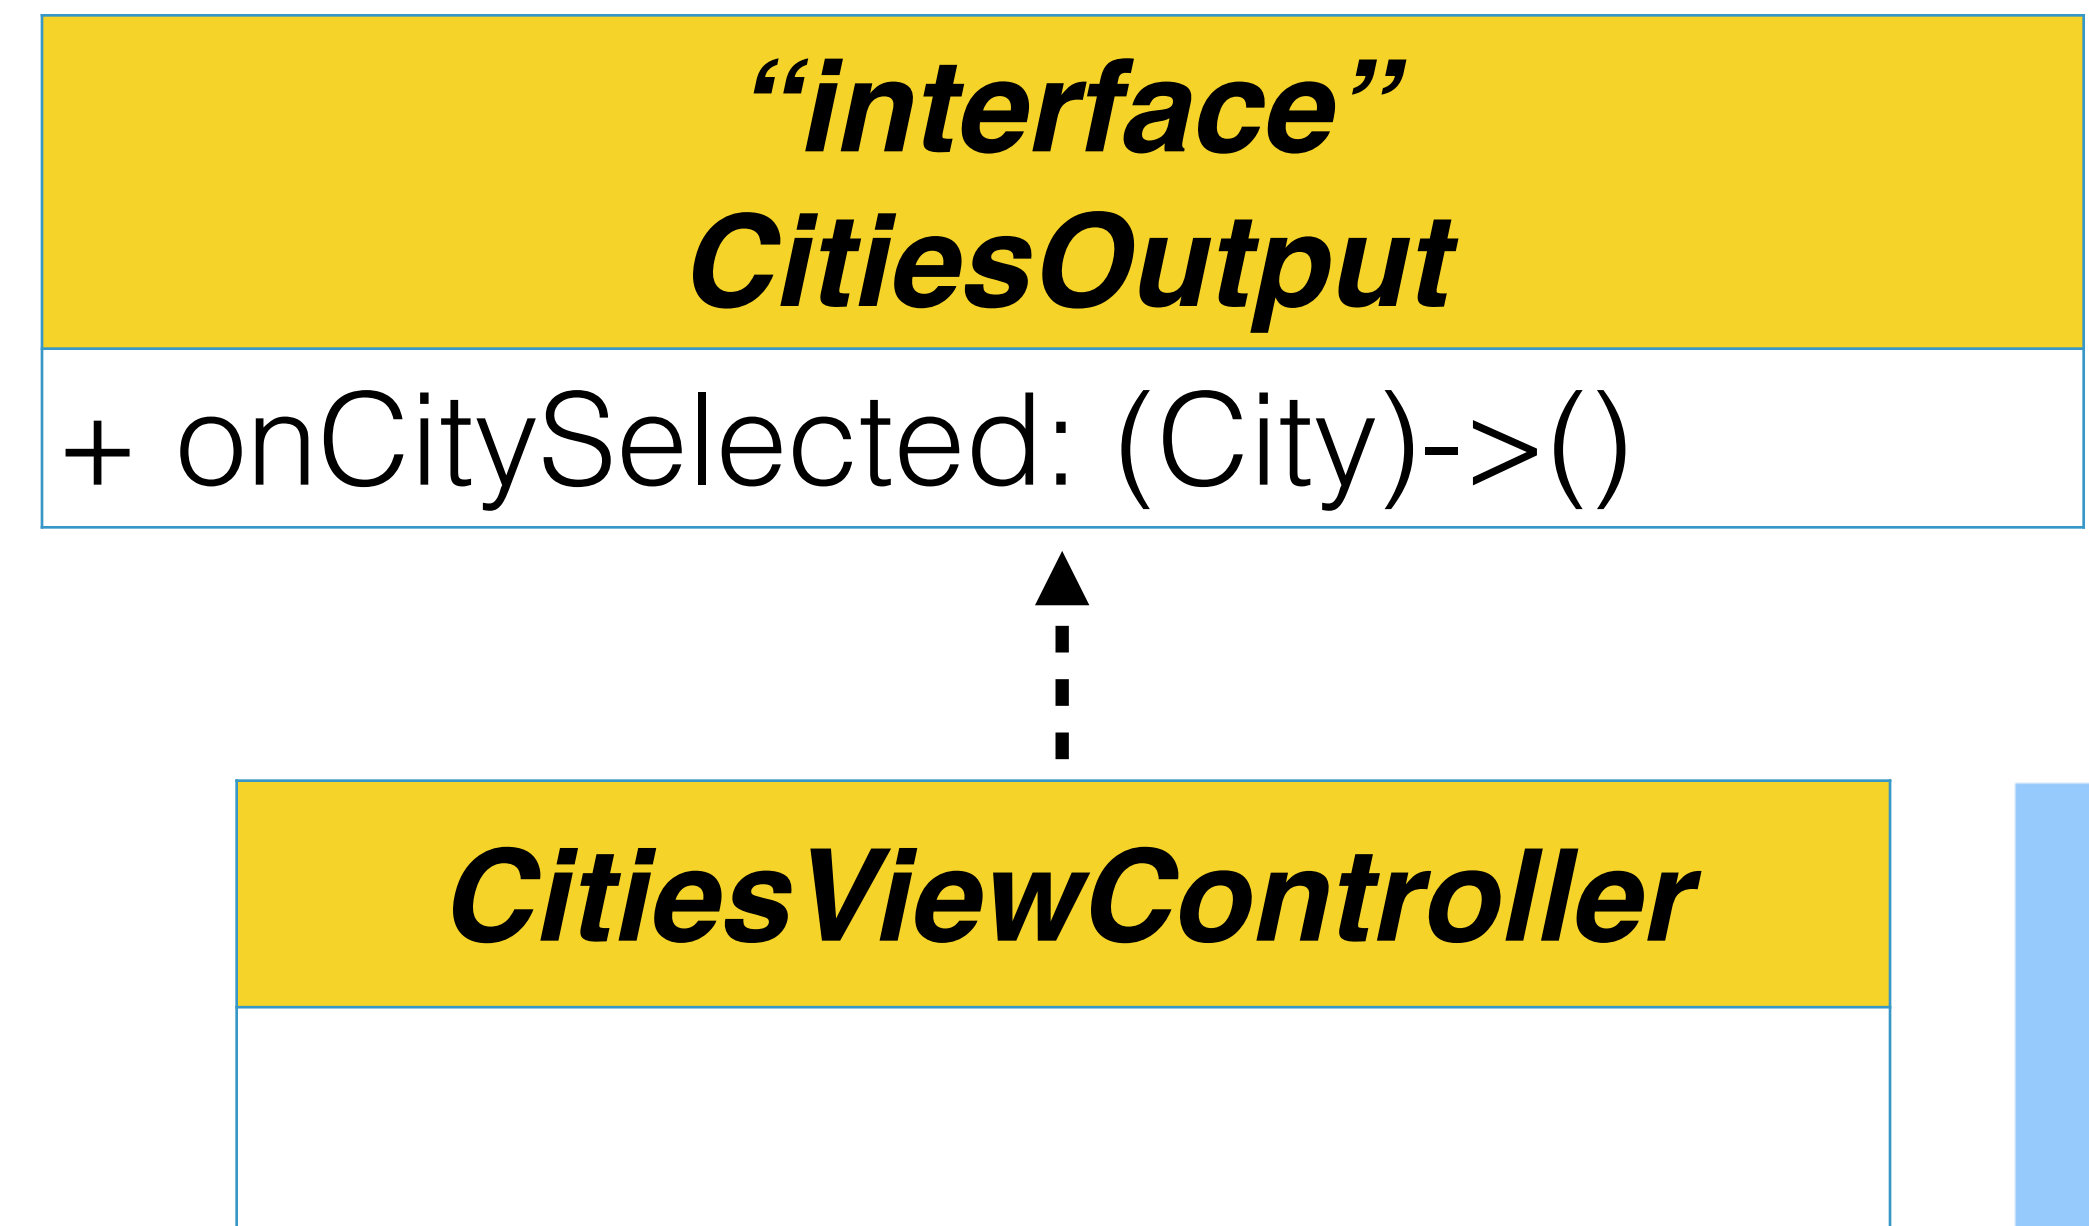 “interface”
CitiesOutput
+ onCitySelected: (City)->()
CitiesViewController